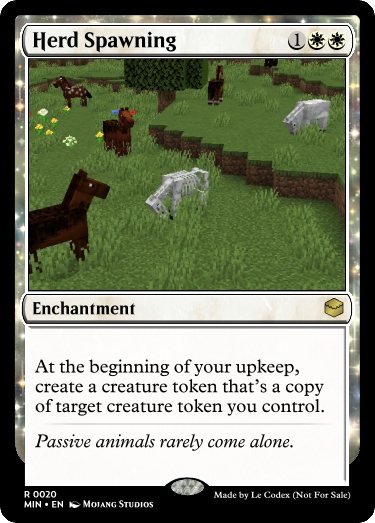 Herd Spawning 1
Enchantment
At the beginning of your upkeep,
create a creature token that's a copy
of target creature token you control.
Passive animals rarely come alone.
R 0020
MIN • EN Mojang Studios
Made by Le Codex (Not For Sale)